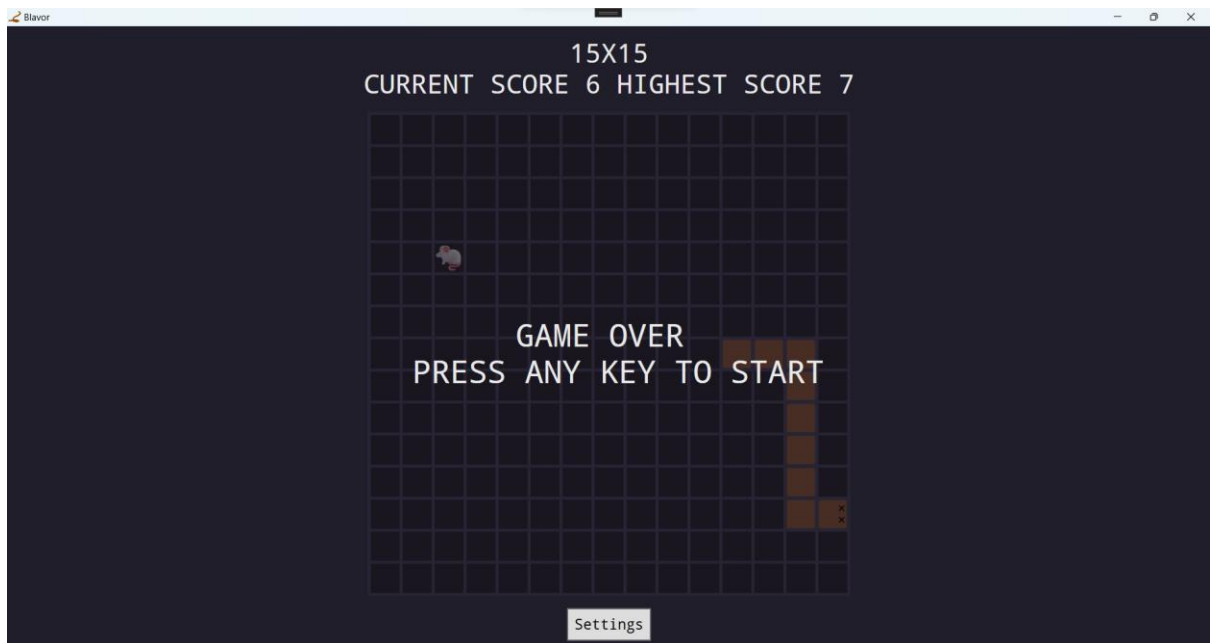 Blavor
15X15
CURRENT SCORE 6 HIGHEST SCORE 7
GAME OVER
PRESS ANY KEY TO START
Settings